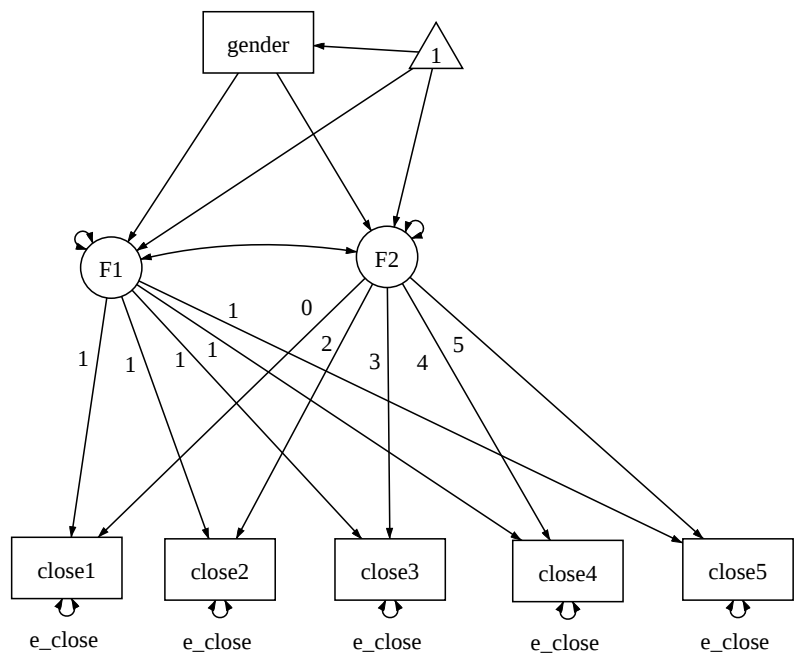 gender
1
F1
F2
1
0
1
1
1
1
2
3
4
5
close1
close2
close3
close4
close5
e_close
e_close
e_close
e_close
e_close